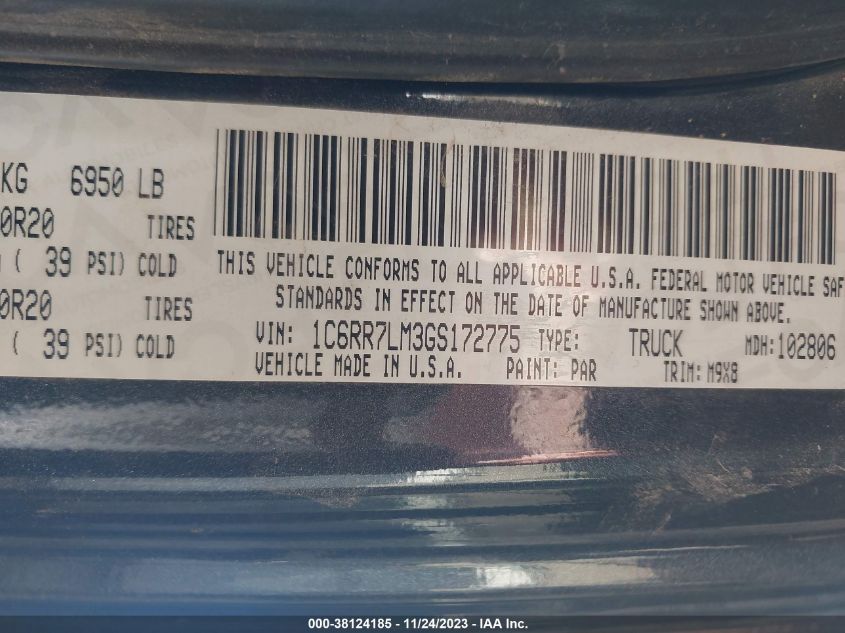 KG 6950 LB
0R20 TIRES
( 39 PSI) COLD
0R20 TIRES
( 39 PSI) COLD
THIS VEHICLE CONFORMS TO ALL APPLICABLE U.S.A. FEDERAL MOTOR VEHICLE SAF
STANDARDS IN EFFECT ON THE DATE OF MANUFACTURE SHOWN ABOVE.
VIN: 1C6RR7LM3GS172775 TYPE: TRUCK MDH:102806
VEHICLE MADE IN U.S.A. PAINT: PAR TRIM: M9X8
000-38124185 - 11/24/2023 - IAA Inc.